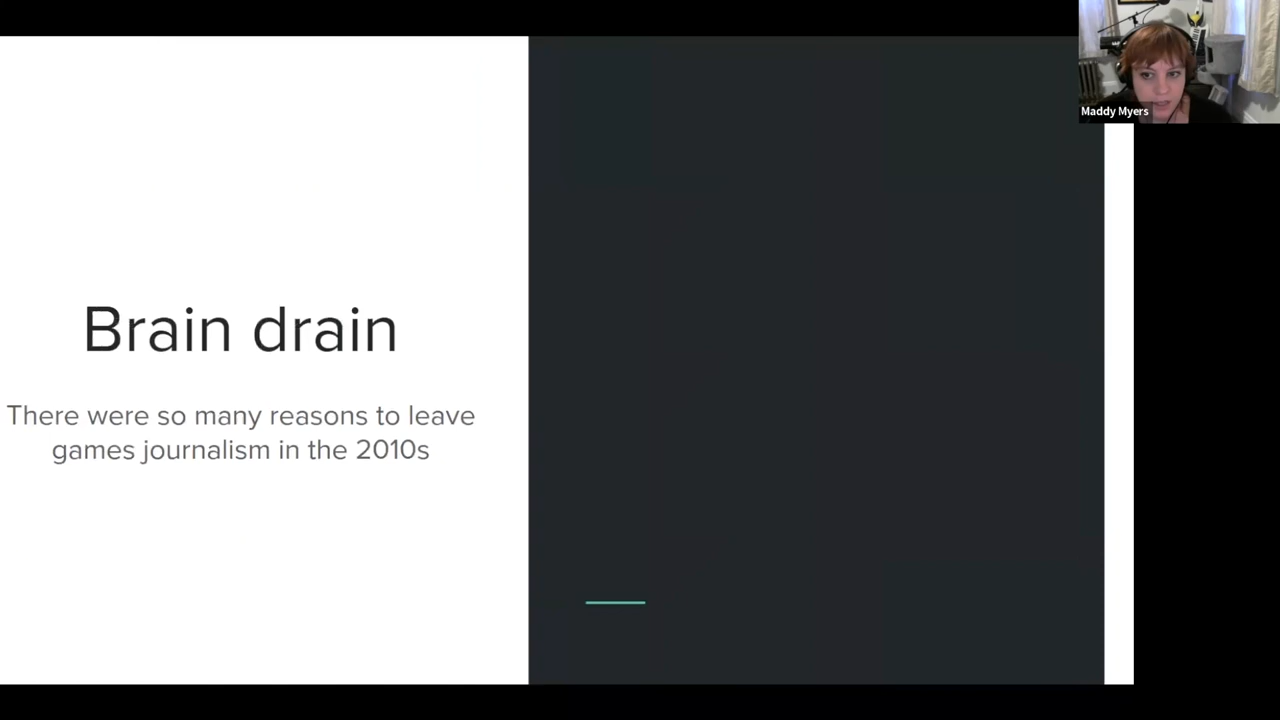 Maddy Myers
Brain drain
There were so many reasons to leave
games journalism in the 2010s